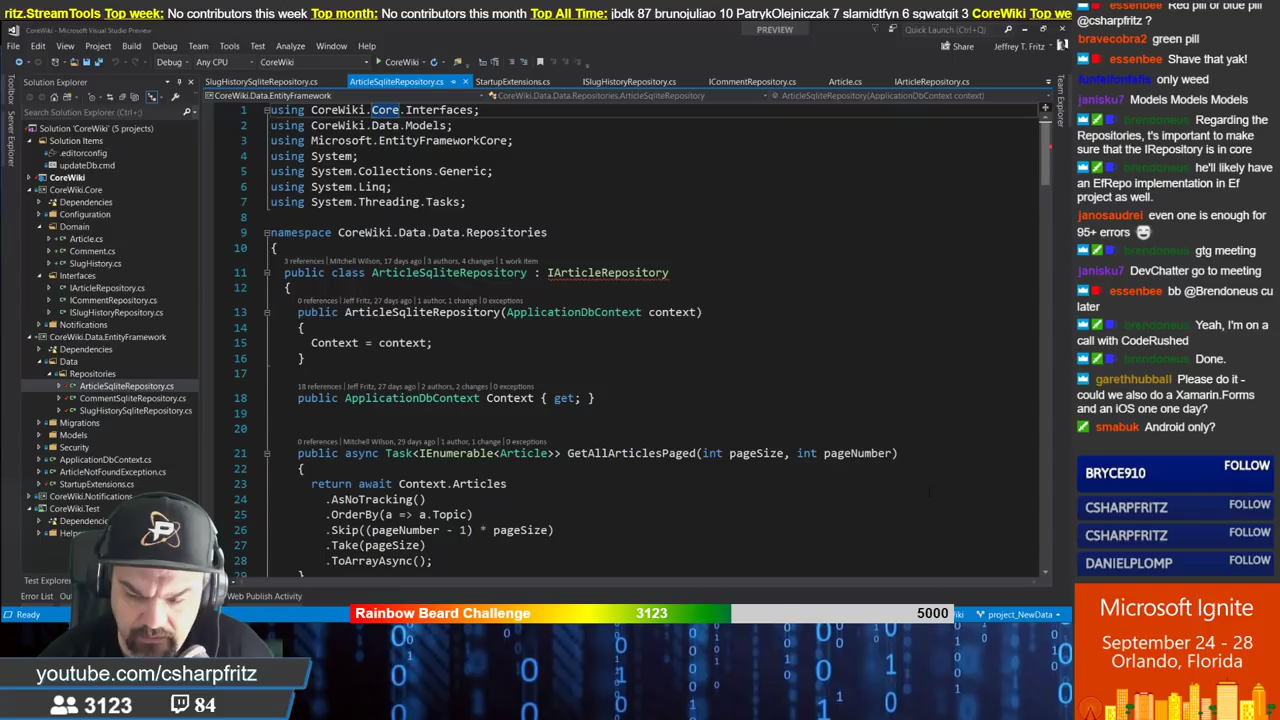 ritz.StreamTools Top week: No contributors this week Top month: No contributors this month Top All Time: jbdk 87 brunojuliao 10 PatrykOlejniczak 7 slamidtfyn 6 sgwatgit 3 CoreWiki Top we
CoreWiki - Microsoft Visual Studio Preview
PREVIEW
Quick Launch (Ctrl+Q)
File Edit View Project Build Debug Team Tools Test Analyze Window Help
Share Jeffrey T. Fritz
Debug Any CPU CoreWiki CoreWiki
Toolbox
Server Explorer
Team Explorer
Solution Explorer
Search Solution Explorer (Ctrl+;)
Solution 'CoreWiki' (5 projects)
Solution Items
.editorconfig
updateDb.cmd
CoreWiki
CoreWiki.Core
Dependencies
Configuration
Domain
Article.cs
Comment.cs
SlugHistory.cs
Interfaces
IArticleRepository.cs
ICommentRepository.cs
ISlugHistoryRepository.cs
Notifications
CoreWiki.Data.EntityFramework
Dependencies
Data
Repositories
ArticleSqliteRepository.cs
CommentSqliteRepository.cs
SlugHistorySqliteRepository.cs
Migrations
Models
Security
ApplicationDbContext.cs
ArticleNotFoundException.cs
StartupExtensions.cs
CoreWiki.Notifications
CoreWiki.Test
Dependencies
Help
Test Explorer
Error List Web Publish Activity
Ready
SlugHistorySqliteRepository.cs ArticleSqliteRepository.cs StartupExtensions.cs ISlugHistoryRepository.cs ICommentRepository.cs Article.cs IArticleRepository.cs
CoreWiki.Data.EntityFramework CoreWiki.Data.Data.Repositories.ArticleSqliteRepository ArticleSqliteRepository(ApplicationDbContext context)
1 using CoreWiki.Core.Interfaces;
2 using CoreWiki.Data.Models;
3 using Microsoft.EntityFrameworkCore;
4 using System;
5 using System.Collections.Generic;
6 using System.Linq;
7 using System.Threading.Tasks;
8
9 namespace CoreWiki.Data.Data.Repositories
10 {
3 references | Mitchell Wilson, 17 days ago | 3 authors, 4 changes | 1 work item
11 public class ArticleSqliteRepository : IArticleRepository
12 {
0 references | Jeff Fritz, 27 days ago | 1 author, 1 change | 0 exceptions
13 public ArticleSqliteRepository(ApplicationDbContext context)
14 {
15 Context = context;
16 }
17
18 references | Jeff Fritz, 27 days ago | 2 authors, 2 changes | 0 exceptions
18 public ApplicationDbContext Context { get; }
19
20
0 references | Mitchell Wilson, 29 days ago | 1 author, 1 change | 0 exceptions
21 public async Task<IEnumerable<Article>> GetAllArticlesPaged(int pageSize, int pageNumber)
22 {
23 return await Context.Articles
24 .AsNoTracking()
25 .OrderBy(a => a.Topic)
26 .Skip((pageNumber - 1) * pageSize)
27 .Take(pageSize)
28 .ToArrayAsync();
29 }
project_NewData
essenbee Red pill or blue pill
@csharpfritz ?
bravecobra2 green pill
essenbee Shave that yak!
funfelfonfelis only weed
janisku7 Models Models Models
brendoneus Regarding the
Repositories, t's important to make
sure that the IRepository is in core
brendoneus he'll likely have
an EfRepo implementation in Ef
project as well.
janosaudrei even one is enough for
95+ errors
brendoneus gtg meeting
janisku7 DevChatter go to meeting
essenbee bb @Brendoneus cu
later
brendoneus Yeah, I'm on a
call with CodeRushed
brendoneus Done.
garethhubball Please do it -
could we also do a Xamarin.Forms
and an iOS one one day?
smabuk Android only?
BRYCE910 FOLLOW
CSHARPFRITZ FOLLOW
CSHARPFRITZ FOLLOW
DANIELPLOMP FOLLOW
Microsoft Ignite
September 24 - 28
Orlando, Florida
Rainbow Beard Challenge 3123 5000
youtube.com/csharpfritz
3123 84